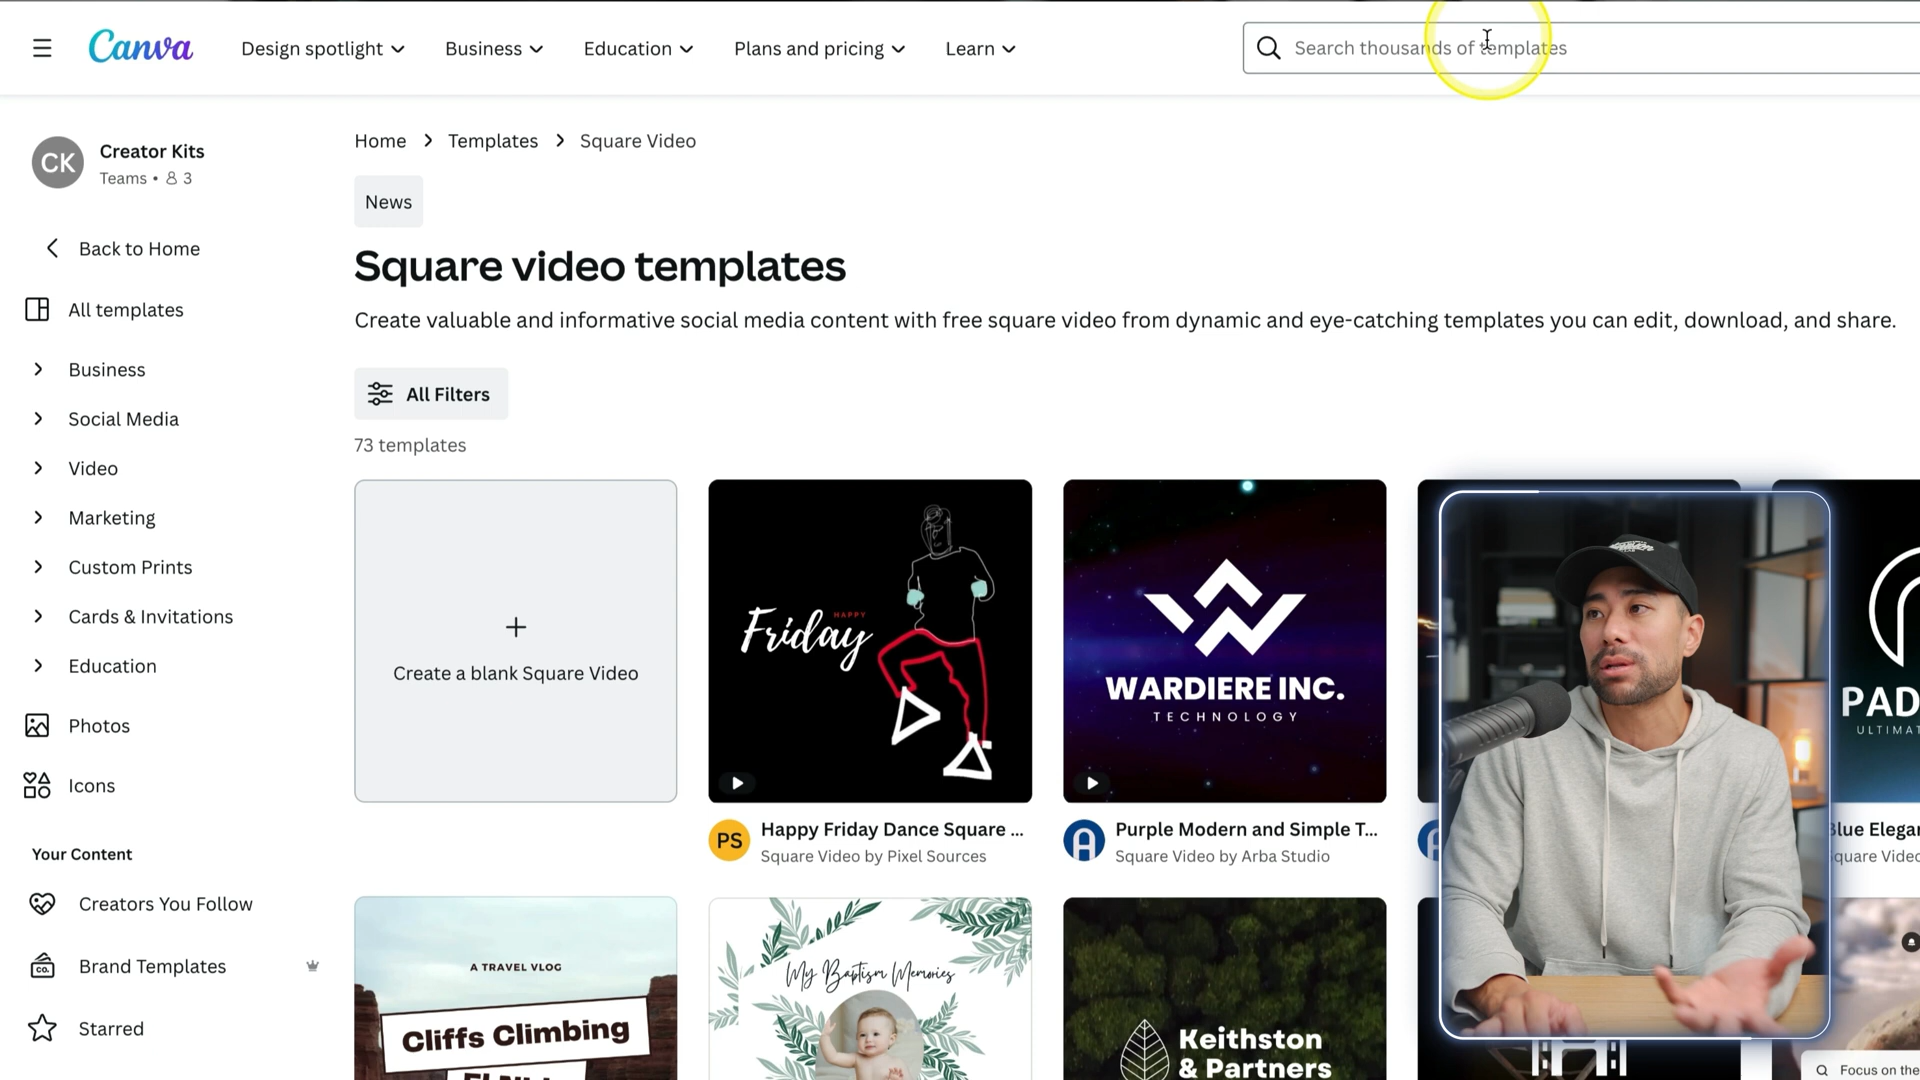 Canva
Design spotlight
Business
Education
Plans and pricing
Learn
Search thousands of templates
CK
Creator Kits
Teams • 3
Back to Home
All templates
Business
Social Media
Video
Marketing
Custom Prints
Cards & Invitations
Education
Photos
Icons
Your Content
Creators You Follow
CO.
Brand Templates
Starred
Home > Templates > Square Video
News
Square video templates
Create valuable and informative social media content with free square video from dynamic and eye-catching templates you can edit, download, and share.
All Filters
73 templates
+
Create a blank Square Video
HAPPY
Friday
PS
Happy Friday Dance Square ...
Square Video by Pixel Sources
WARDIERE INC.
TECHNOLOGY
Purple Modern and Simple T...
Square Video by Arba Studio
PAD
ULTIMAT
Blue Elegan
quare Video
A TRAVEL VLOG
Cliffs Climbing
My Baptism Memories
Keithston
& Partners
Focus on the